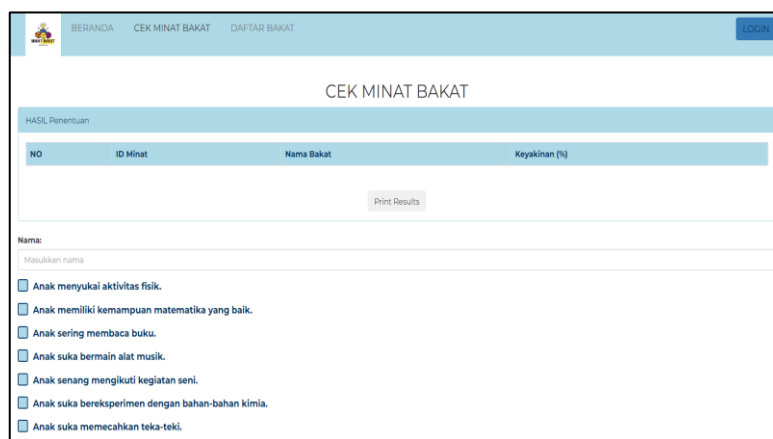 BERANDA CEK MINAT BAKAT DAFTAR BAKAT LOGIN
MINAT BAKAT
CEK MINAT BAKAT
HASIL Penentuan
NO ID Minat Nama Bakat Keyakinan (%)
Print Results
Nama:
Masukkan nama
Anak menyukai aktivitas fisik.
Anak memiliki kemampuan matematika yang baik.
Anak sering membaca buku.
Anak suka bermain alat musik.
Anak senang mengikuti kegiatan seni.
Anak suka bereksperimen dengan bahan-bahan kimia.
Anak suka memecahkan teka-teki.